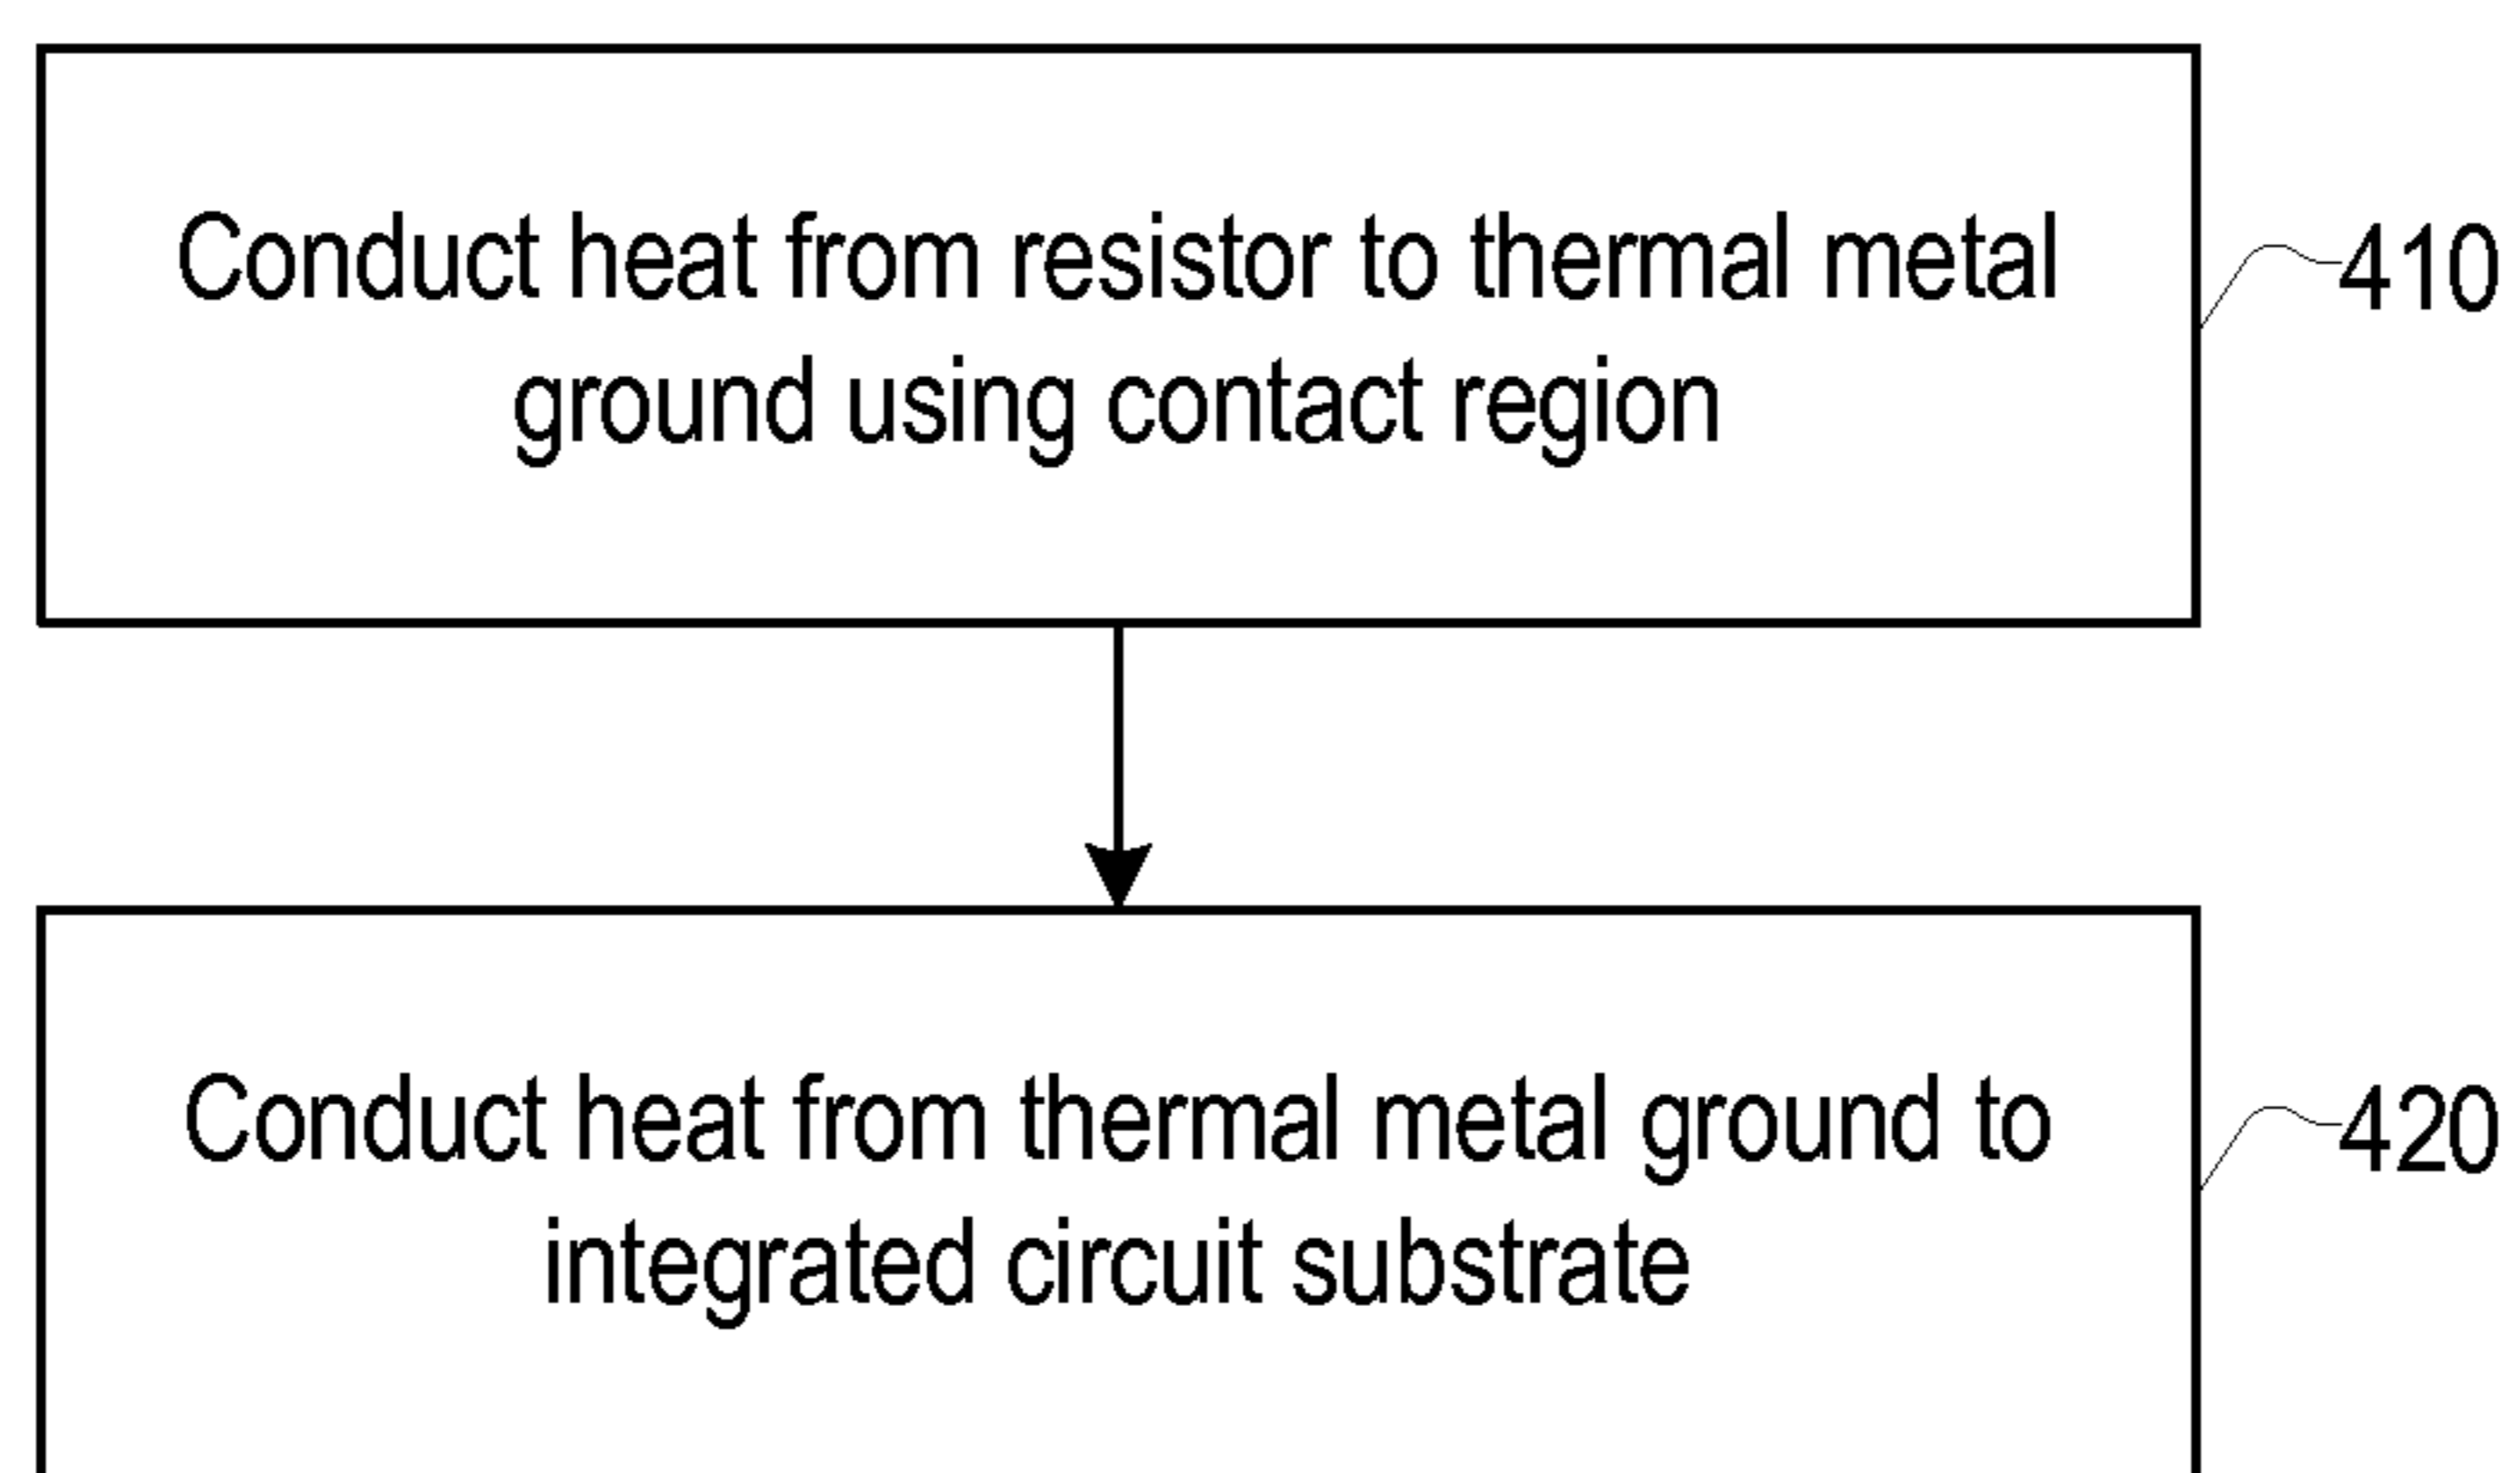 Conduct heat from resistor to thermal metal
ground using contact region
410
Conduct heat from thermal metal ground to
integrated circuit substrate
420